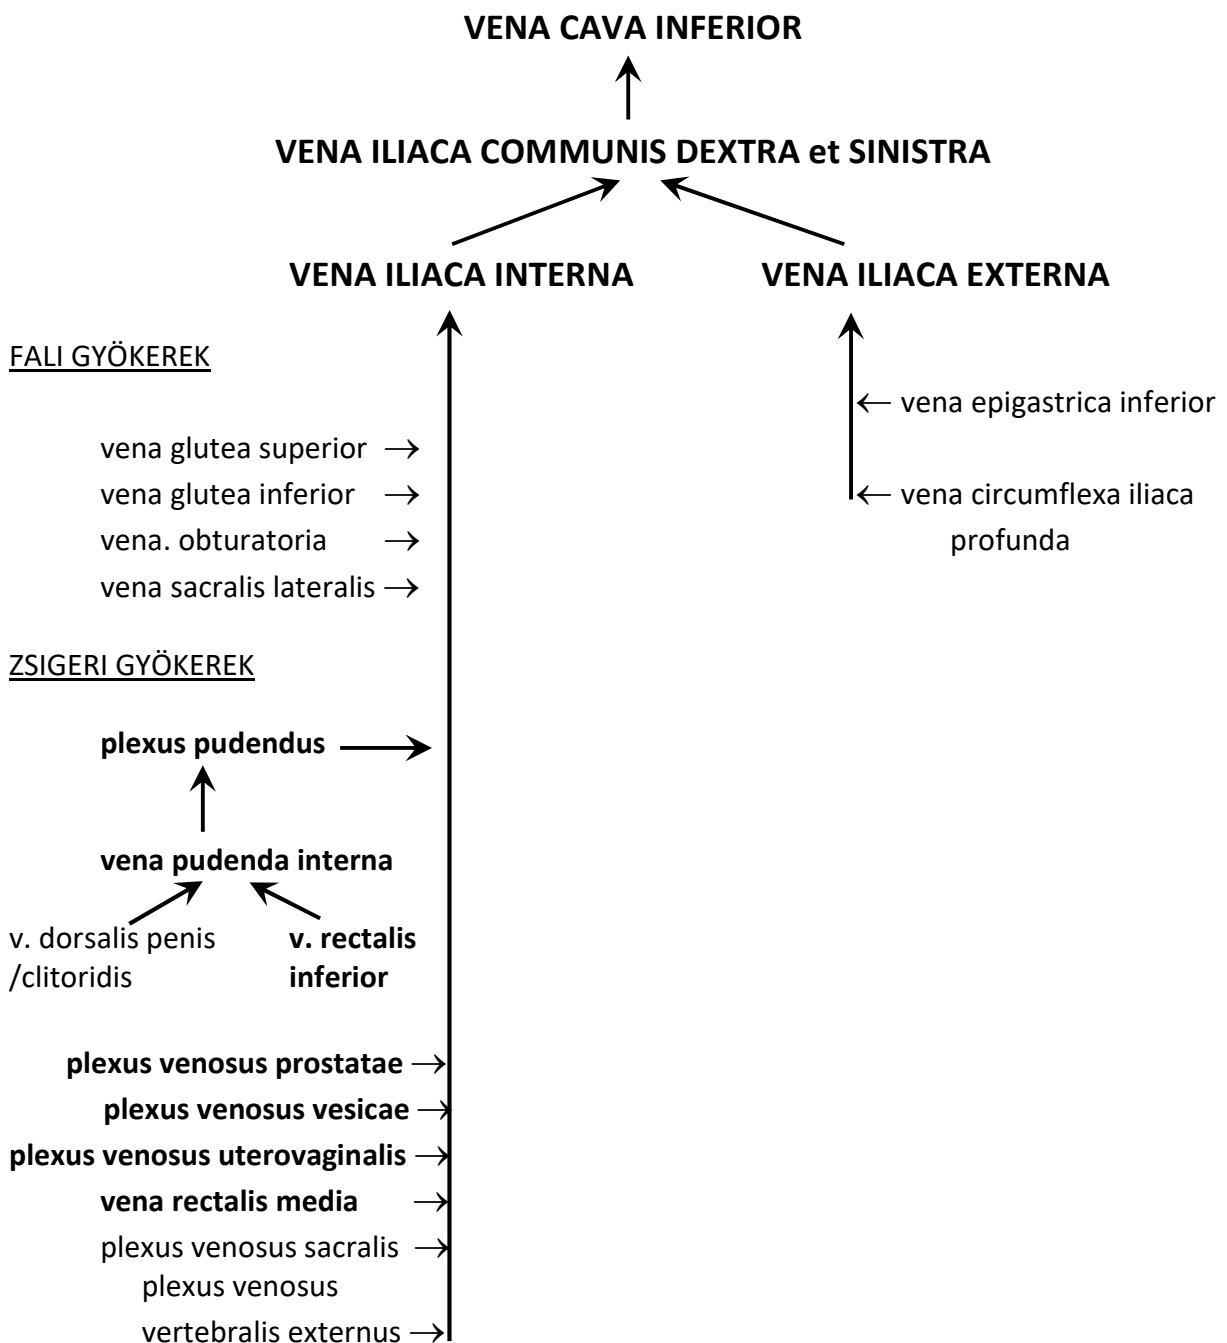 VENA CAVA INFERIOR
VENA ILIACA COMMUNIS DEXTRA et SINISTRA
VENA ILIACA INTERNA
VENA ILIACA EXTERNA
FALI GYÖKEREK
vena epigastrica inferior
vena glutea superior
vena glutea inferior
vena circumflexa iliaca
profunda
vena. obturatoria
vena sacralis lateralis
ZSIGERI GYÖKEREK
plexus pudendus
vena pudenda interna
v. dorsalis penis
/clitoridis
v. rectalis
inferior
plexus venosus prostatae
plexus venosus vesicae
plexus venosus uterovaginalis
vena rectalis media
plexus venosus sacralis
plexus venosus
vertebralis externus